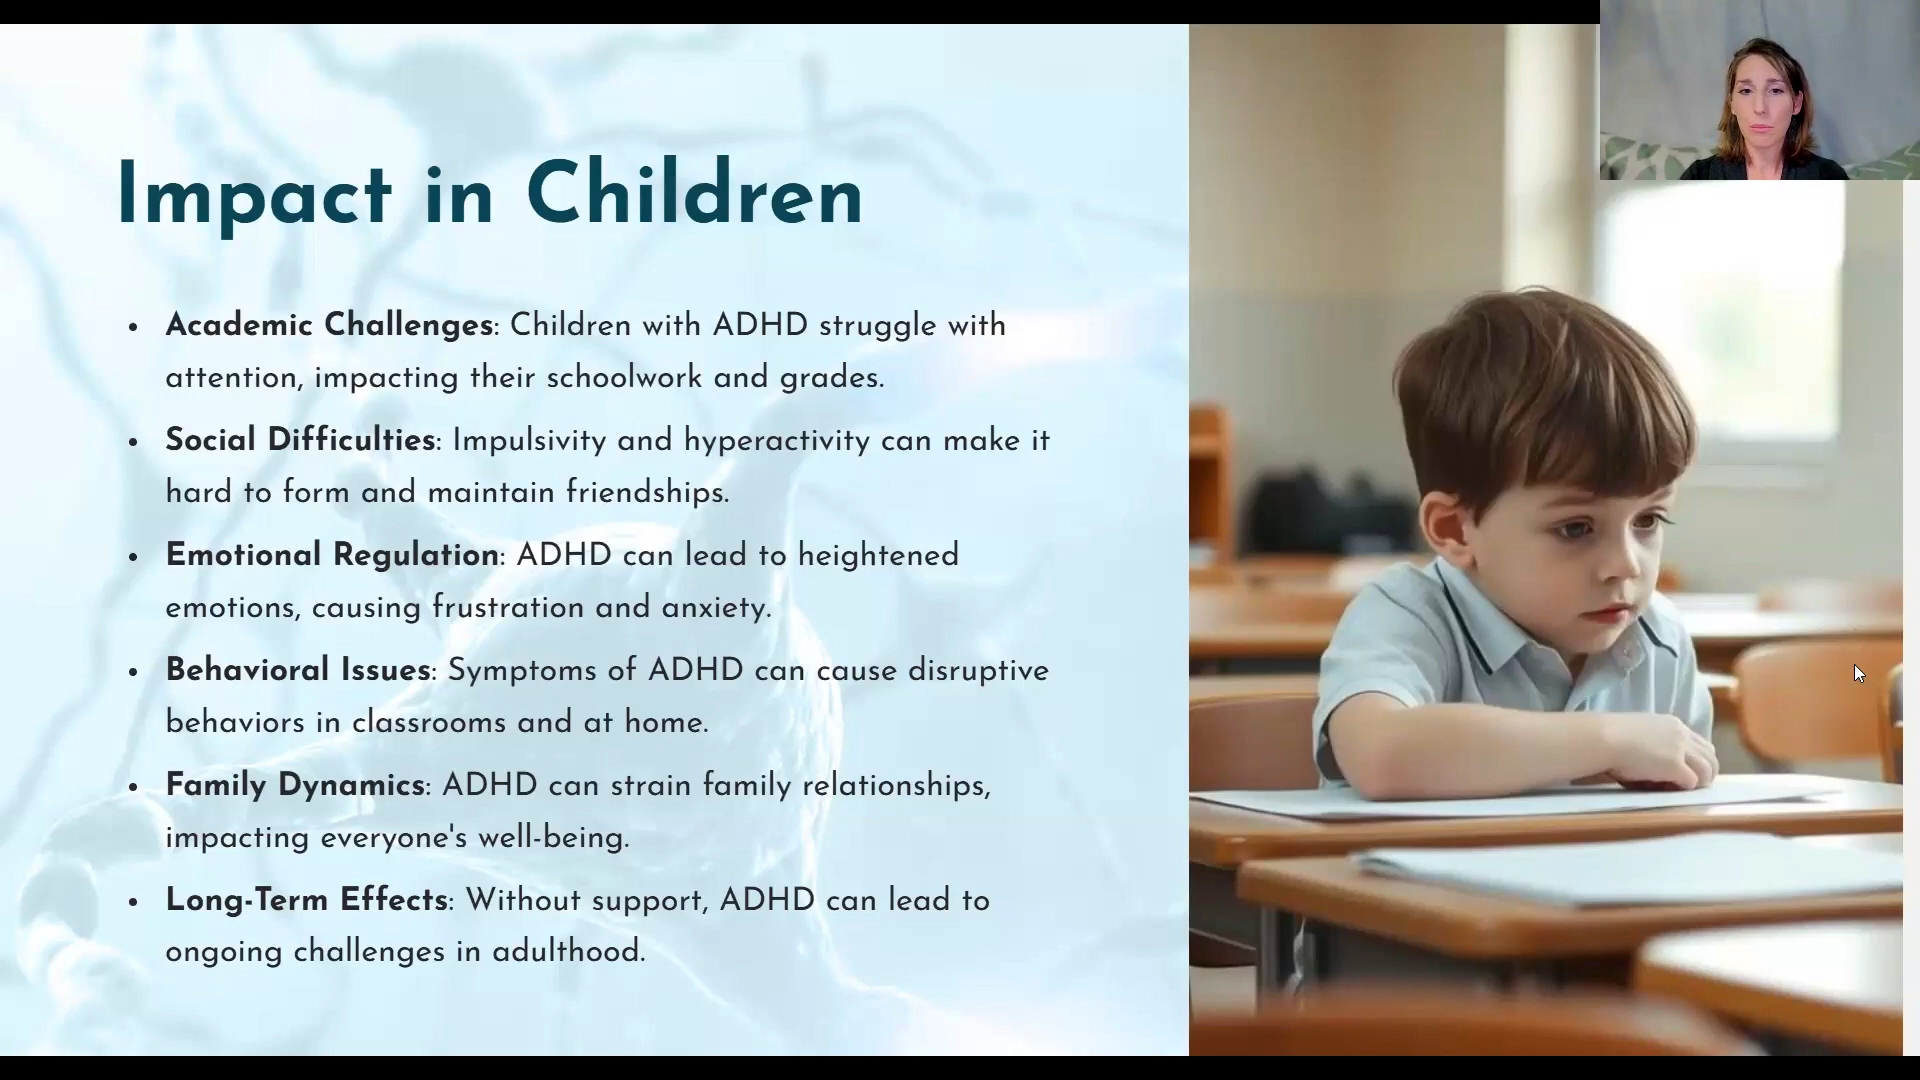 Impact in Children
• Academic Challenges: Children with ADHD struggle with
attention, impacting their schoolwork and grades.
• Social Difficulties: Impulsivity and hyperactivity can make it
hard to form and maintain friendships.
• Emotional Regulation: ADHD can lead to heightened
emotions, causing frustration and anxiety.
• Behavioral Issues: Symptoms of ADHD can cause disruptive
behaviors in classrooms and at home.
• Family Dynamics: ADHD can strain family relationships,
impacting everyone's well-being.
• Long-Term Effects: Without support, ADHD can lead to
ongoing challenges in adulthood.